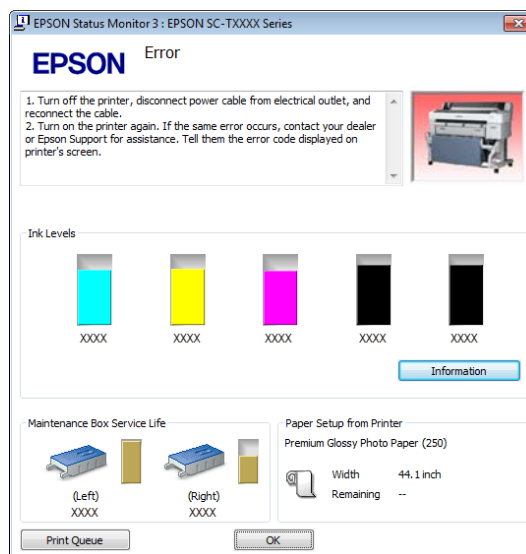 EPSON Status Monitor 3 : EPSON SC-TXXXX Series
EPSON
Error
1. Turn off the printer, disconnect power cable from electrical outlet, and
reconnect the cable.
2. Turn on the printer again. If the same error occurs, contact your dealer
or Epson Support for assistance. Tell them the error code displayed on
printer's screen.
Ink Levels
XXXX XXXX XXXX XXXX XXXX
Information
Maintenance Box Service Life
(Left) (Right)
XXXX XXXX
Paper Setup from Printer
Premium Glossy Photo Paper (250)
Width 44.1 inch
Remaining --
Print Queue
OK